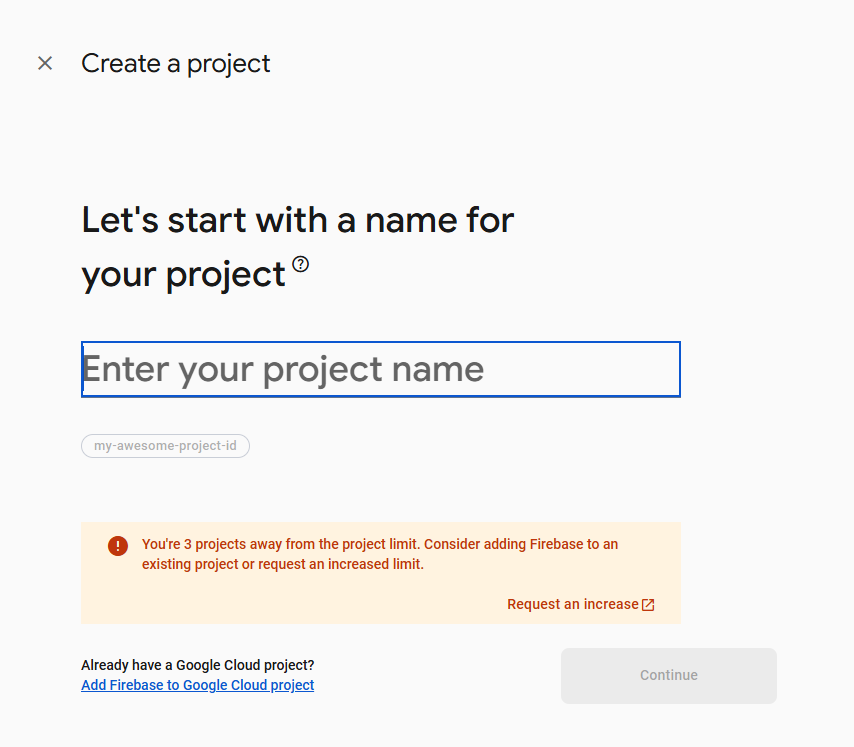 Create a project
Let's start with a name for
your project
Enter your project name
my-awesome-project-id
You're 3 projects away from the project limit. Consider adding Firebase to an
existing project or request an increased limit.
Request an increase
Already have a Google Cloud project?
Add Firebase to Google Cloud project
Continue